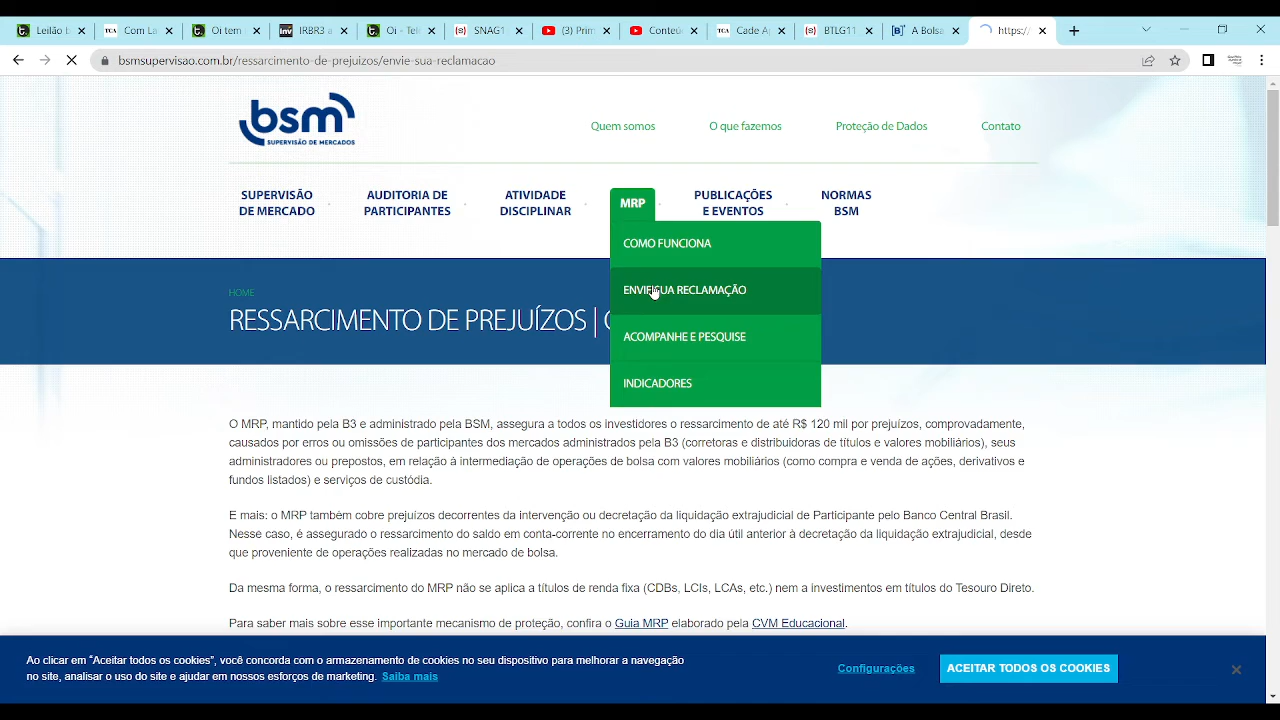 Leilão E
Com La
Oi tem
IRBR3 a
Oi - Tel
SNAG1
(3) Prim
Conteú
Cade A
BTLG11
A Bolsa
https://
bsmsupervisao.com.br/ressarcimento-de-prejuizos/envie-sua-reclamacao
bsm
SUPERVISÃO DE MERCADOS
Quem somos
O que fazemos
Proteção de Dados
Contato
SUPERVISÃO
DE MERCADO
AUDITORIA DE
PARTICIPANTES
ATIVIDADE
DISCIPLINAR
MRP
PUBLICAÇÕES
E EVENTOS
NORMAS
BSM
COMO FUNCIONA
ENVIE SUA RECLAMAÇÃO
ACOMPANHE E PESQUISE
INDICADORES
HOME
RESSARCIMENTO DE PREJUÍZOS |
O MRP, mantido pela B3 e administrado pela BSM, assegura a todos os investidores o ressarcimento de até R$ 120 mil por prejuízos, comprovadamente,
causados por erros ou omissões de participantes dos mercados administrados pela B3 (corretoras e distribuidoras de títulos e valores mobiliários), seus
administradores ou prepostos, em relação à intermediação de operações de bolsa com valores mobiliários (como compra e venda de ações, derivativos e
fundos listados) e serviços de custódia.
E mais: o MRP também cobre prejuízos decorrentes da intervenção ou decretação da liquidação extrajudicial de Participante pelo Banco Central Brasil.
Nesse caso, é assegurado o ressarcimento do saldo em conta-corrente no encerramento do dia útil anterior à decretação da liquidação extrajudicial, desde
que proveniente de operações realizadas no mercado de bolsa.
Da mesma forma, o ressarcimento do MRP não se aplica a títulos de renda fixa (CDBs, LCIs, LCAs, etc.) nem a investimentos em títulos do Tesouro Direto.
Para saber mais sobre esse importante mecanismo de proteção, confira o Guia MRP elaborado pela CVM Educacional.
Ao clicar em “Aceitar todos os cookies”, você concorda com o armazenamento de cookies no seu dispositivo para melhorar a navegação
no site, analisar o uso do site e ajudar em nossos esforços de marketing. Saiba mais
Configurações
ACEITAR TODOS OS COOKIES